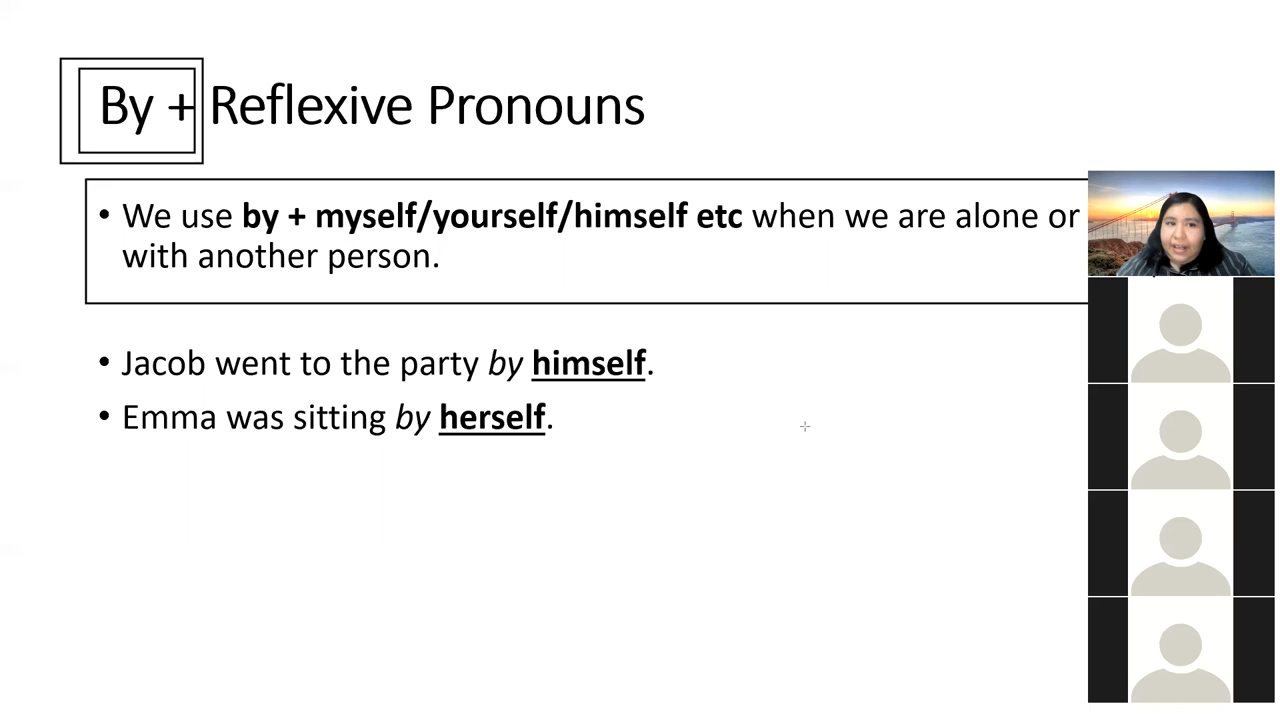 By + Reflexive Pronouns
• We use by + myself/yourself/himself etc when we are alone or
with another person.
• Jacob went to the party by himself.
• Emma was sitting by herself.